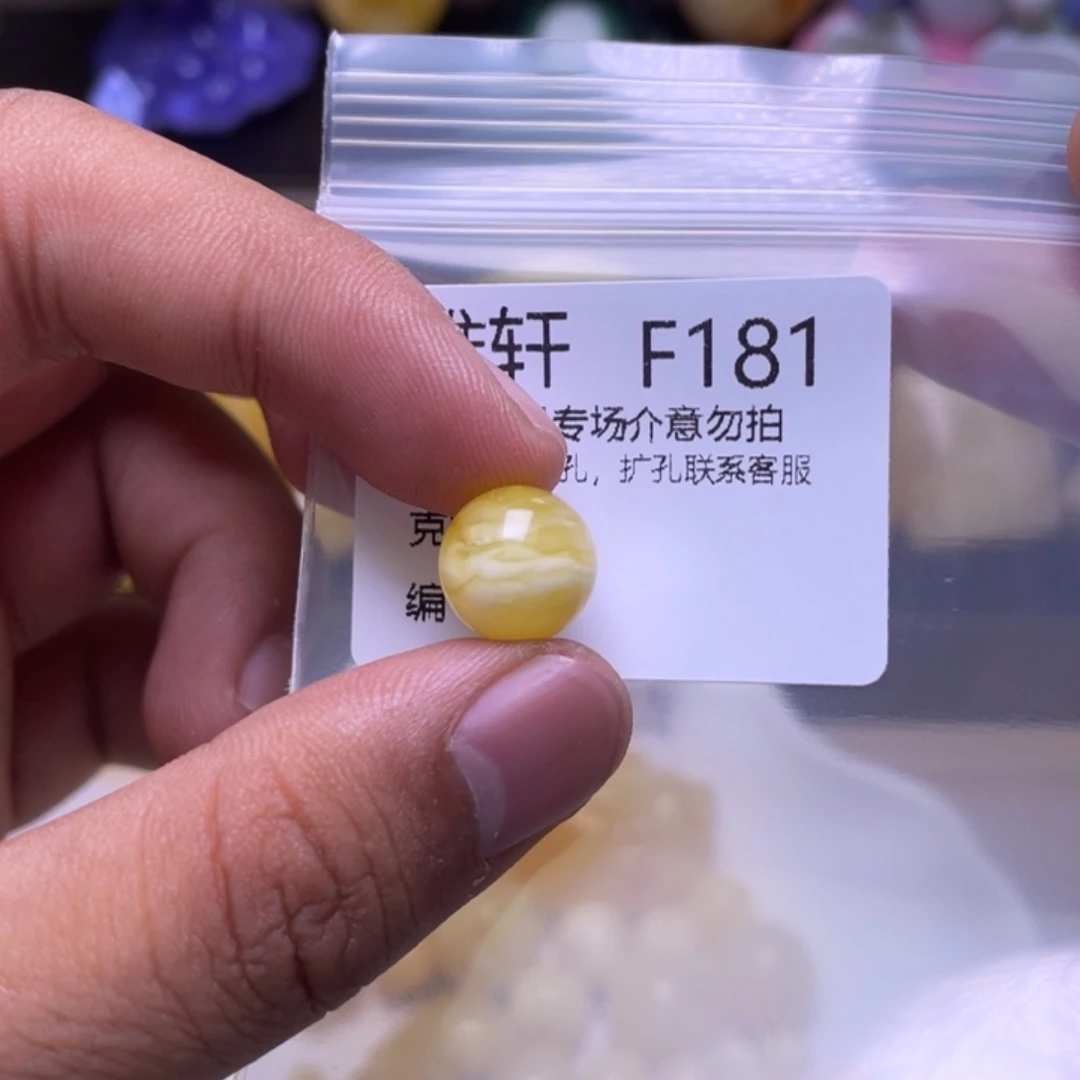 轩 F181
专场介意勿拍
孔，扩孔联系客服
克
编